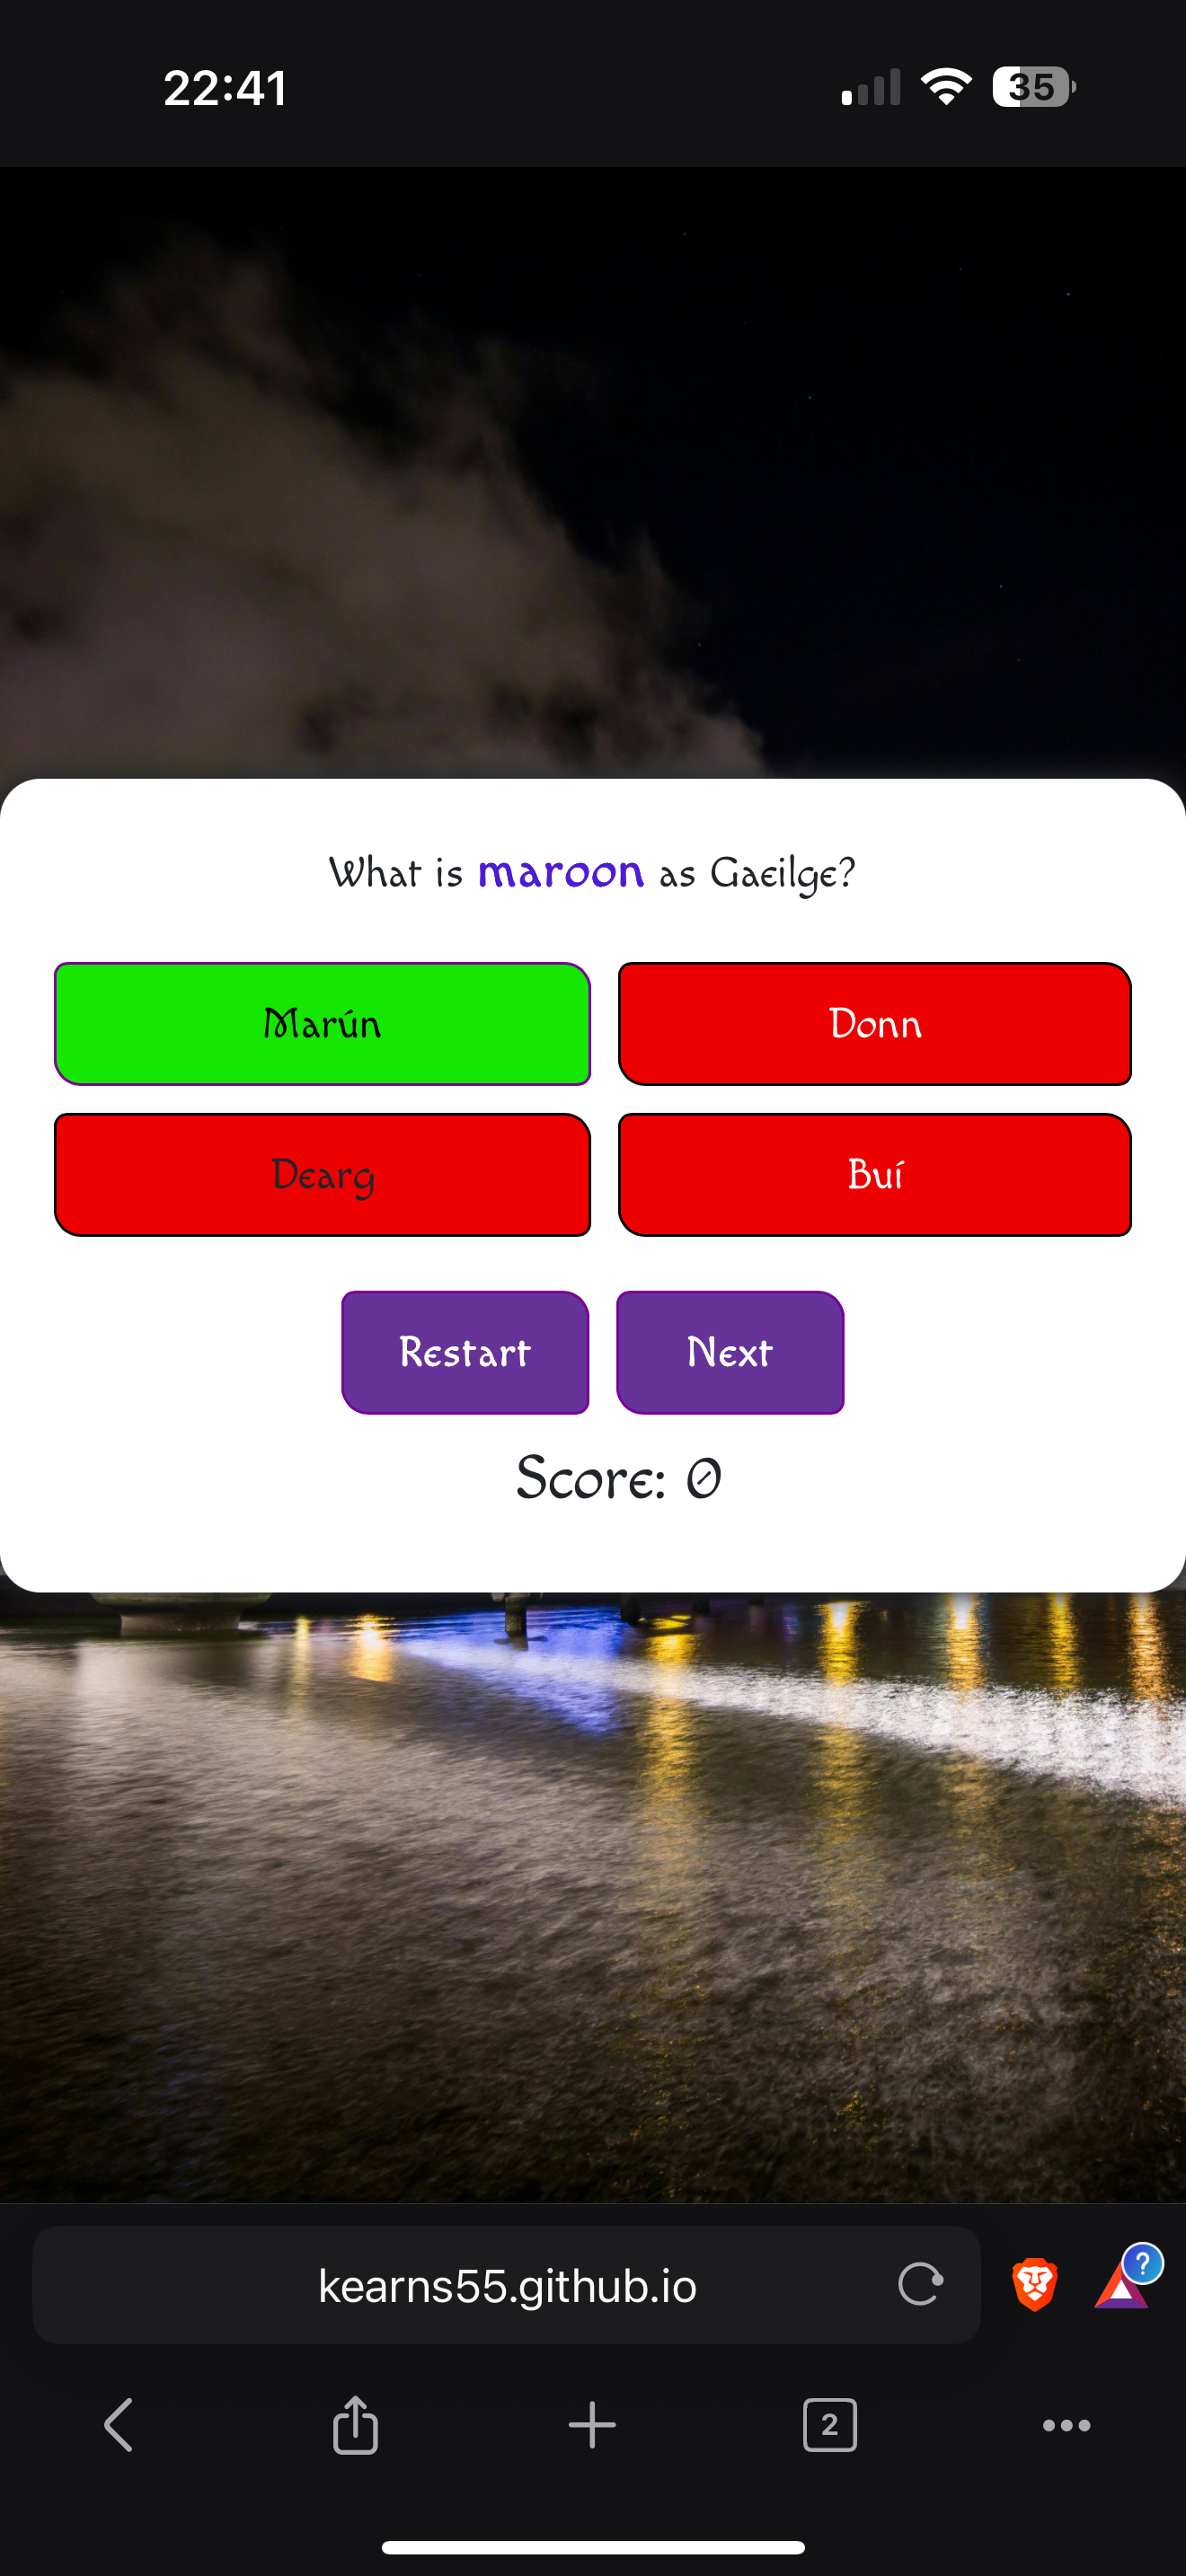 22:41
35
What is maroon as Gaeilge?
Marún
Donn
Dearg
Buí
Restart
Next
Score: 0
kearns55.github.io
?
2